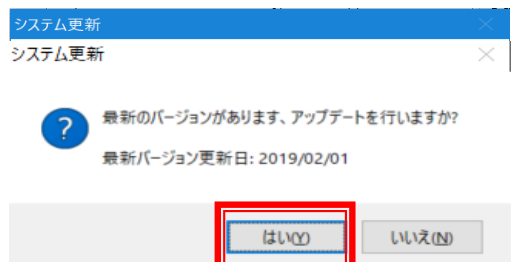 システム更新
システム更新
最新のバージョンがあります、アップデートを行いますか?
最新バージョン更新日: 2019/02/01
はい(Y) いいえ(N)